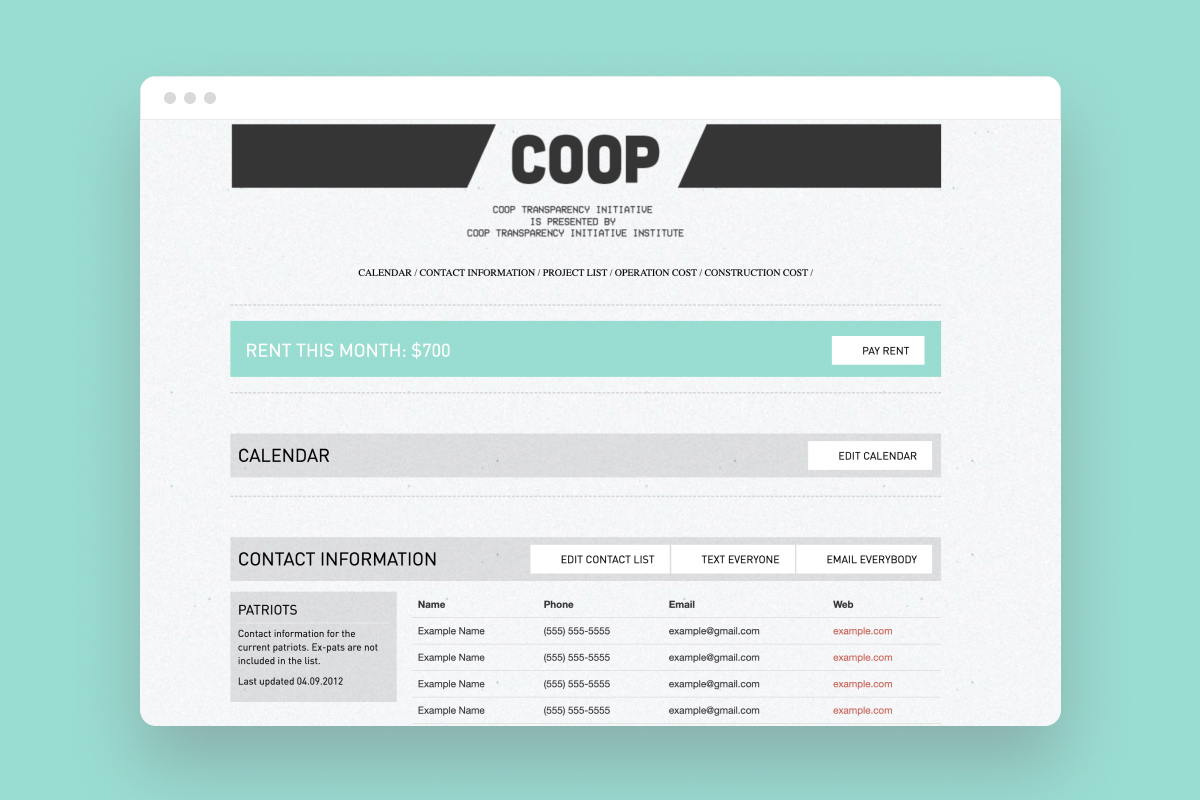 COOP
COOP TRANSPARENCY INITIATIVE
IS PRESENTED BY
COOP TRANSPARENCY INITIATIVE INSTITUTE
CALENDAR / CONTACT INFORMATION / PROJECT LIST / OPERATION COST / CONSTRUCTION COST /
RENT THIS MONTH: $700 PAY RENT
CALENDAR EDIT CALENDAR
CONTACT INFORMATION EDIT CONTACT LIST TEXT EVERYONE EMAIL EVERYBODY
PATRIOTS
Contact information for the
current patriots. Ex-pats are not
included in the list.
Last updated 04.09.2012
Name Phone Email Web
Example Name (555) 555-5555 example@gmail.com example.com
Example Name (555) 555-5555 example@gmail.com example.com
Example Name (555) 555-5555 example@gmail.com example.com
Example Name (555) 555-5555 example@gmail.com example.com